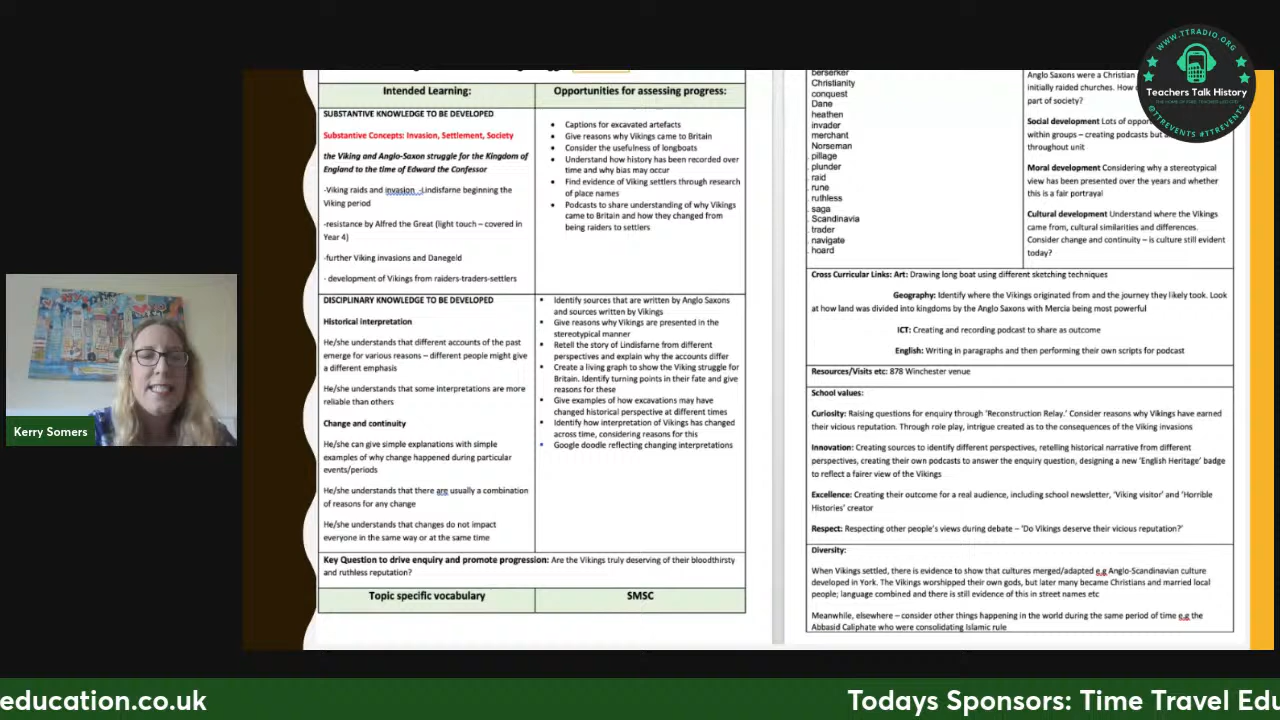 Intended Learning:
Opportunities for assessing progress:
SUBSTANTIVE KNOWLEDGE TO BE DEVELOPED
Substantive Concepts: Invasion, Settlement, Society
the Viking and Anglo-Saxon struggle for the Kingdom of
England to the time of Edward the Confessor
-Viking raids and invasion -Lindisfarne beginning the
Viking period
-resistance by Alfred the Great (light touch – covered in
Year 4)
-further Viking invasions and Danegeld
- development of Vikings from raiders-traders-settlers
• Captions for excavated artefacts
• Give reasons why Vikings came to Britain
• Consider the usefulness of longboats
• Understand how history has been recorded over
time and why bias may occur
• Find evidence of Viking settlers through research
of place names
• Podcasts to share understanding of why Vikings
came to Britain and how they changed from
being raiders to settlers
DISCIPLINARY KNOWLEDGE TO BE DEVELOPED
Historical interpretation
He/she understands that different accounts of the past
emerge for various reasons – different people might give
a different emphasis
He/she understands that some interpretations are more
reliable than others
Change and continuity
He/she can give simple explanations with simple
examples of why change happened during particular
events/periods
He/she understands that there are usually a combination
of reasons for any change
He/she understands that changes do not impact
everyone in the same way or at the same time
• Identify sources that are written by Anglo Saxons
and sources written by Vikings
• Give reasons why Vikings are presented in the
stereotypical manner
• Retell the story of Lindisfarne from different
perspectives and explain why the accounts differ
• Create a living graph to show the Viking struggle for
Britain. Identify turning points in their fate and give
reasons for these
• Give examples of how excavations may have
changed historical perspective at different times
• Identify how interpretation of Vikings has changed
across time, considering reasons for this
• Google doodle reflecting changing interpretations
Key Question to drive enquiry and promote progression: Are the Vikings truly deserving of their bloodthirsty
and ruthless reputation?
Topic specific vocabulary
SMSC
berserker
Christianity
conquest
Dane
heathen
invader
merchant
Norseman
pillage
plunder
raid
rune
ruthless
saga
Scandinavia
trader
navigate
hoard
Anglo Saxons were a Christian
initially raided churches. How
part of society?
Social development Lots of
within groups – creating podcasts but
throughout unit
Moral development Considering why a stereotypical
view has been presented over the years and whether
this is a fair portrayal
Cultural development Understand where the Vikings
came from, cultural similarities and differences.
Consider change and continuity – is culture still evident
today?
Cross Curricular Links: Art: Drawing long boat using different sketching techniques
Geography: Identify where the Vikings originated from and the journey they likely took. Look
at how land was divided into kingdoms by the Anglo Saxons with Mercia being most powerful
ICT: Creating and recording podcast to share as outcome
English: Writing in paragraphs and then performing their own scripts for podcast
Resources/Visits etc: 878 Winchester venue
School values:
Curiosity: Raising questions for enquiry through 'Reconstruction Relay.' Consider reasons why Vikings have earned
their vicious reputation. Through role play, intrigue created as to the consequences of the Viking invasions
Innovation: Creating sources to identify different perspectives, retelling historical narrative from different
perspectives, creating their own podcasts to answer the enquiry question, designing a new 'English Heritage' badge
to reflect a fairer view of the Vikings
Excellence: Creating their outcome for a real audience, including school newsletter, 'Viking visitor' and 'Horrible
Histories' creator
Respect: Respecting other people's views during debate – 'Do Vikings deserve their vicious reputation?'
Diversity:
When Vikings settled, there is evidence to show that cultures merged/adapted e.g Anglo-Scandinavian culture
developed in York. The Vikings worshipped their own gods, but later many became Christians and married local
people; language combined and there is still evidence of this in street names etc
Meanwhile, elsewhere – consider other things happening in the world during the same period of time e.g the
Abbasid Caliphate who were consolidating Islamic rule
WWW.TTRADIO.ORG
Teachers Talk History
@TTREVENTS #TTREVENTS
Kerry Somers
education.co.uk
Todays Sponsors: Time Travel Edu